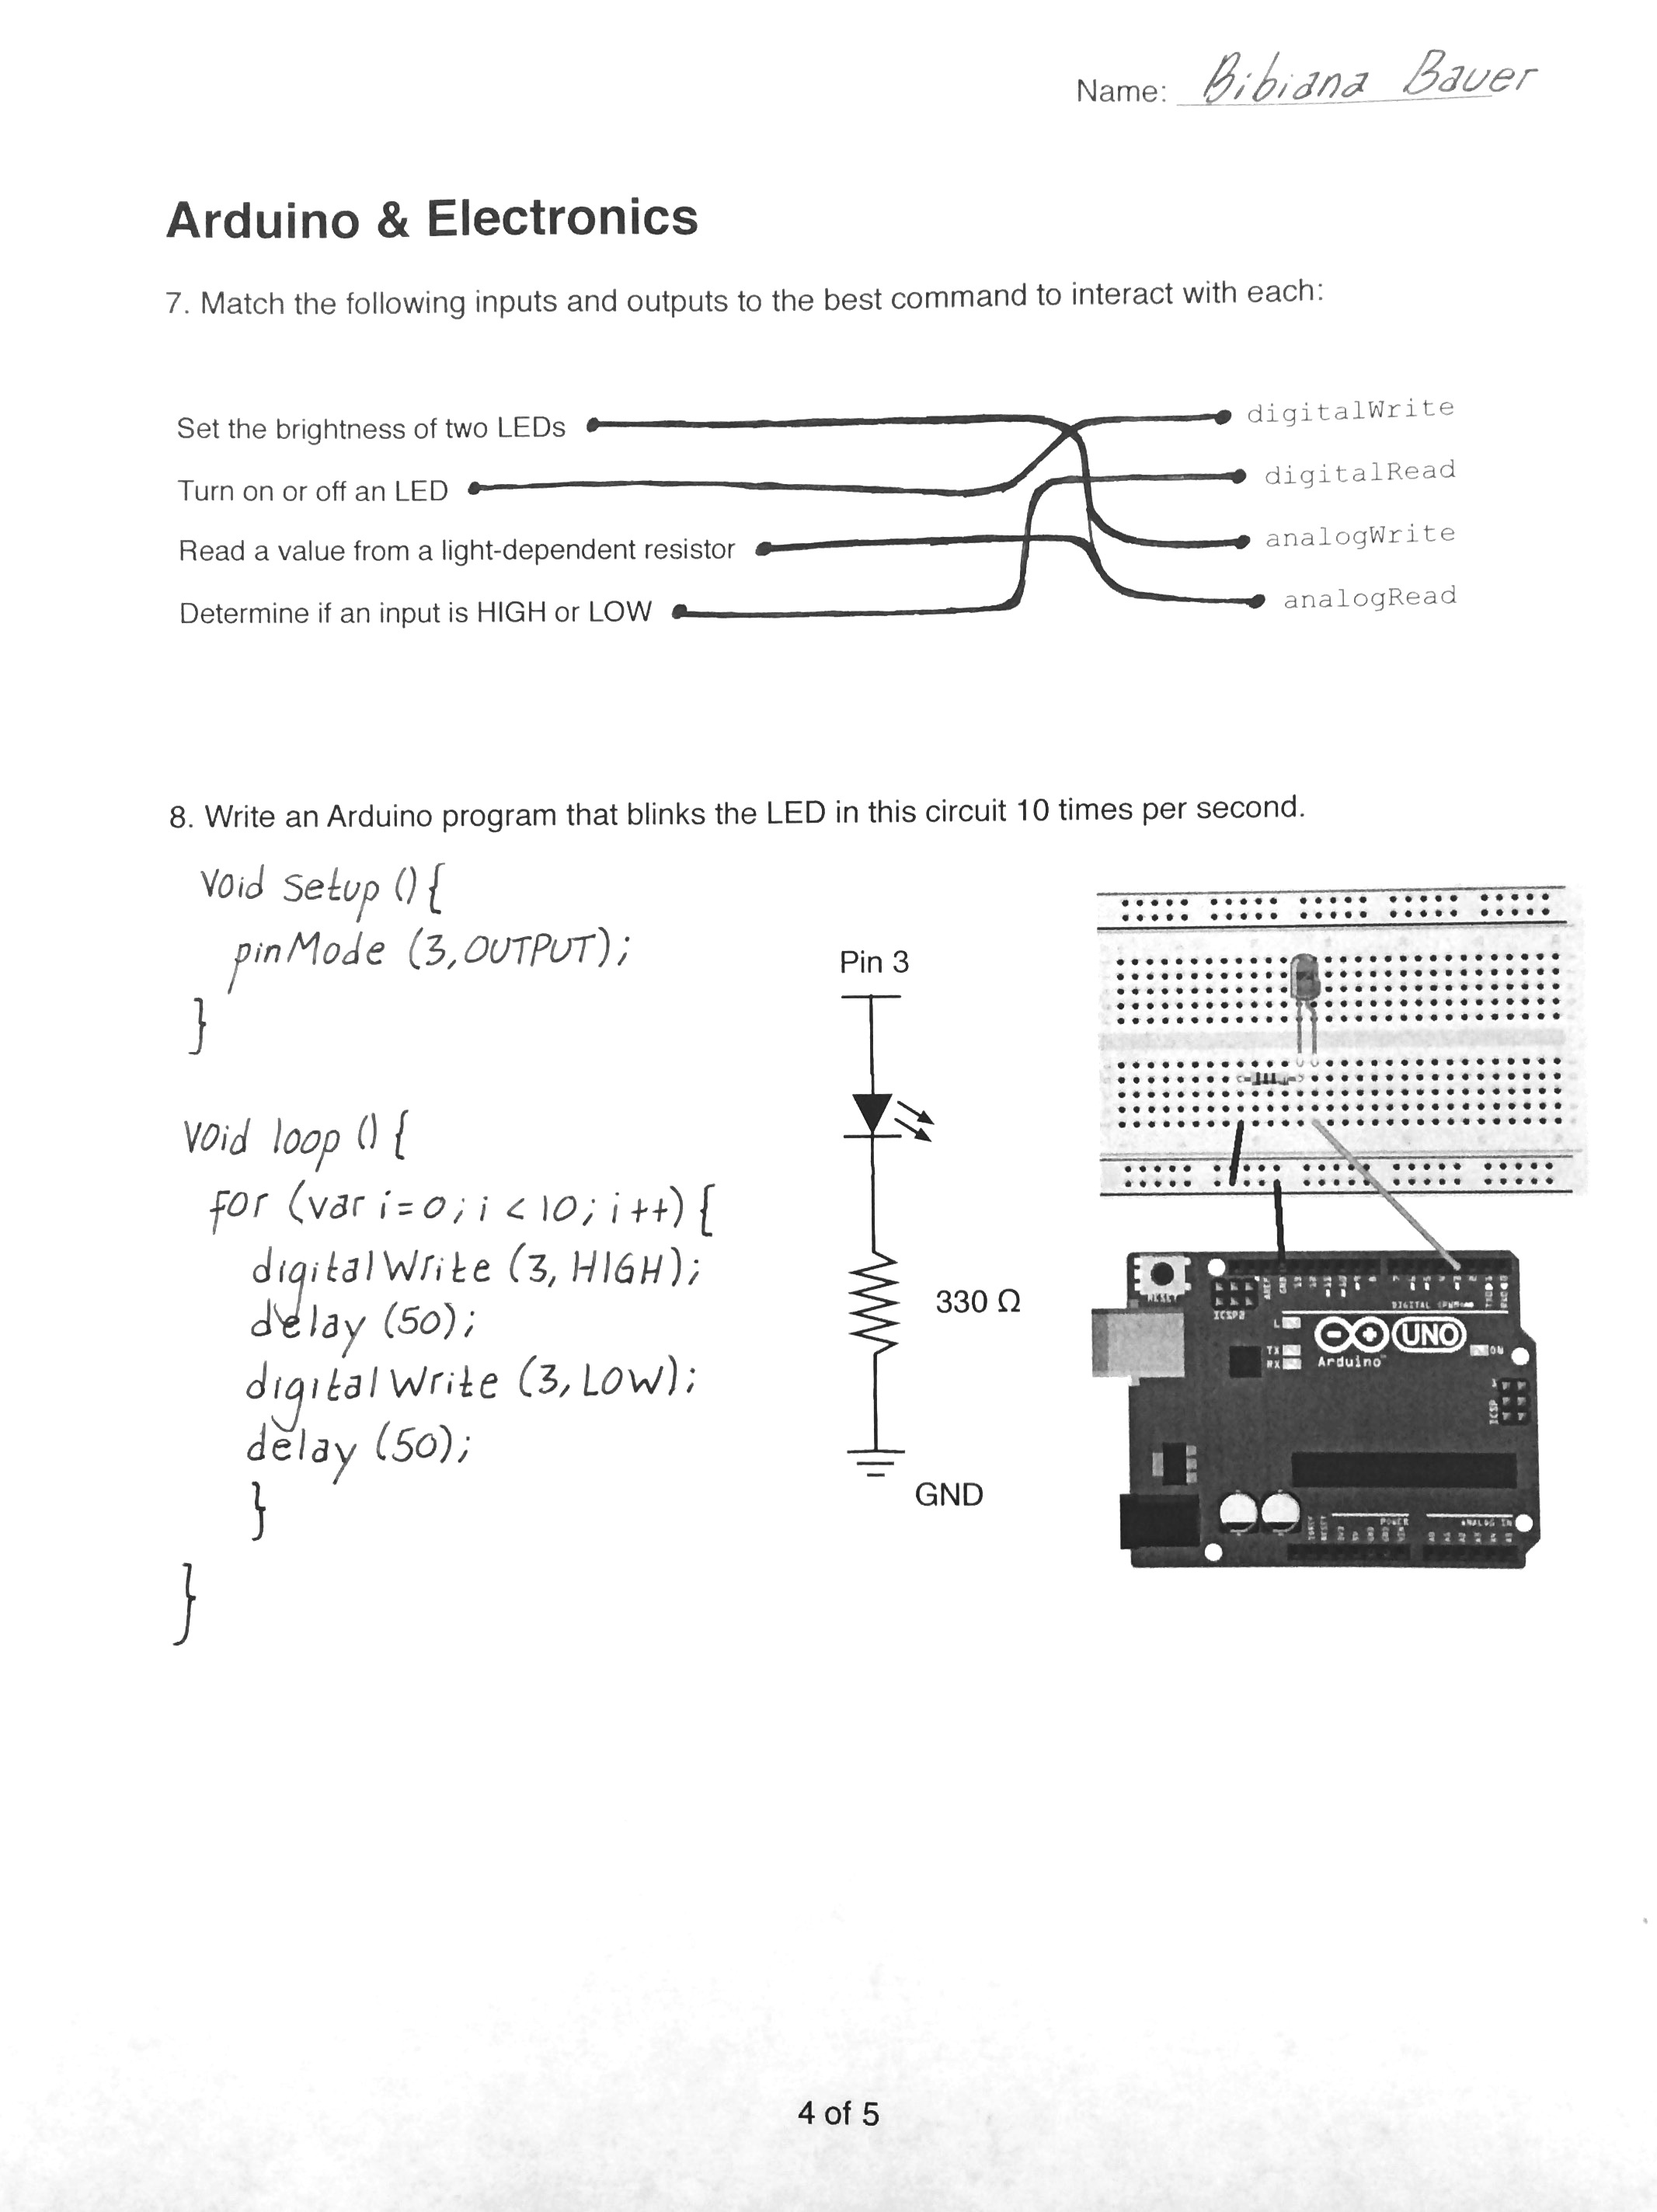 Name: Bibiana Bauer
Arduino & Electronics
7. Match the following inputs and outputs to the best command to interact with each:
Set the brightness of two LEDs
digitalWrite
Turn on or off an LED
digitalRead
Read a value from a light-dependent resistor
analogWrite
Determine if an input is HIGH or LOW
analogRead
8. Write an Arduino program that blinks the LED in this circuit 10 times per second.
void setup () {
pinMode (3, OUTPUT);
}
void loop () {
for (var i=0; i < 10; i++) {
digitalWrite (3, HIGH);
delay (50);
digitalWrite (3, LOW);
delay (50);
}
}
Pin 3
330 Ω
GND
RESET
ICSP2
AREF
GND
DIGITAL
L
UNO
TX
RX
Arduino
ON
ICSP
1
POWER
ANALOG IN
4 of 5